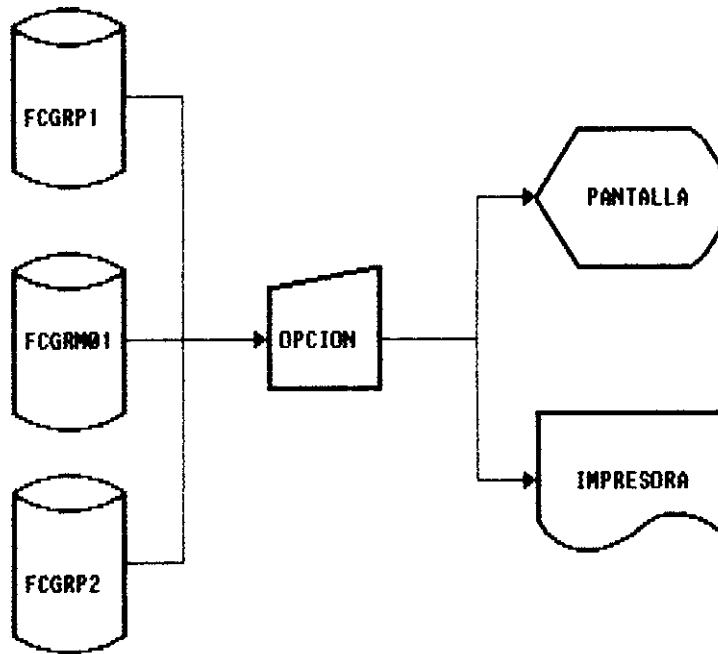 FCGRP1
PANTALLA
FCGRM01
OPCION
IMPRESORA
FCGRP2